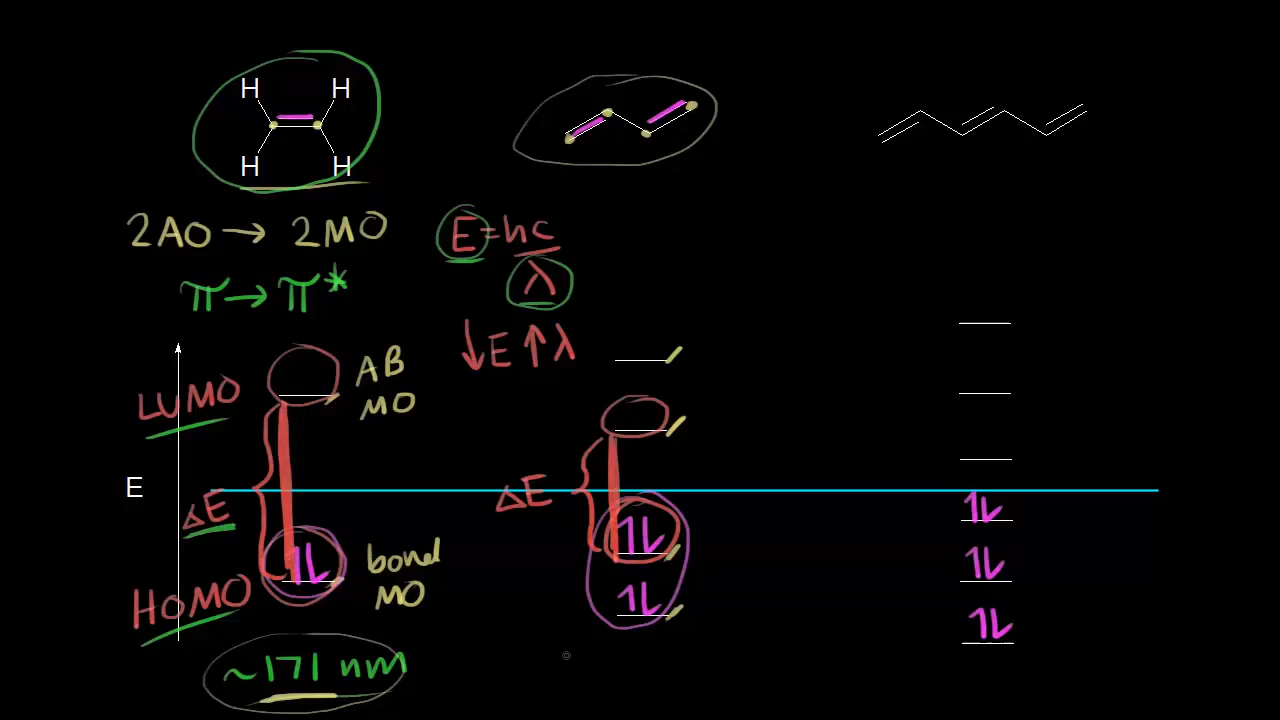 H H
H H
2AO → 2MO
π → π*
E = hc
λ
↓E ↑λ
AB
MO
LUMO
E
ΔE
ΔE
bond
MO
HOMO
~171 nm